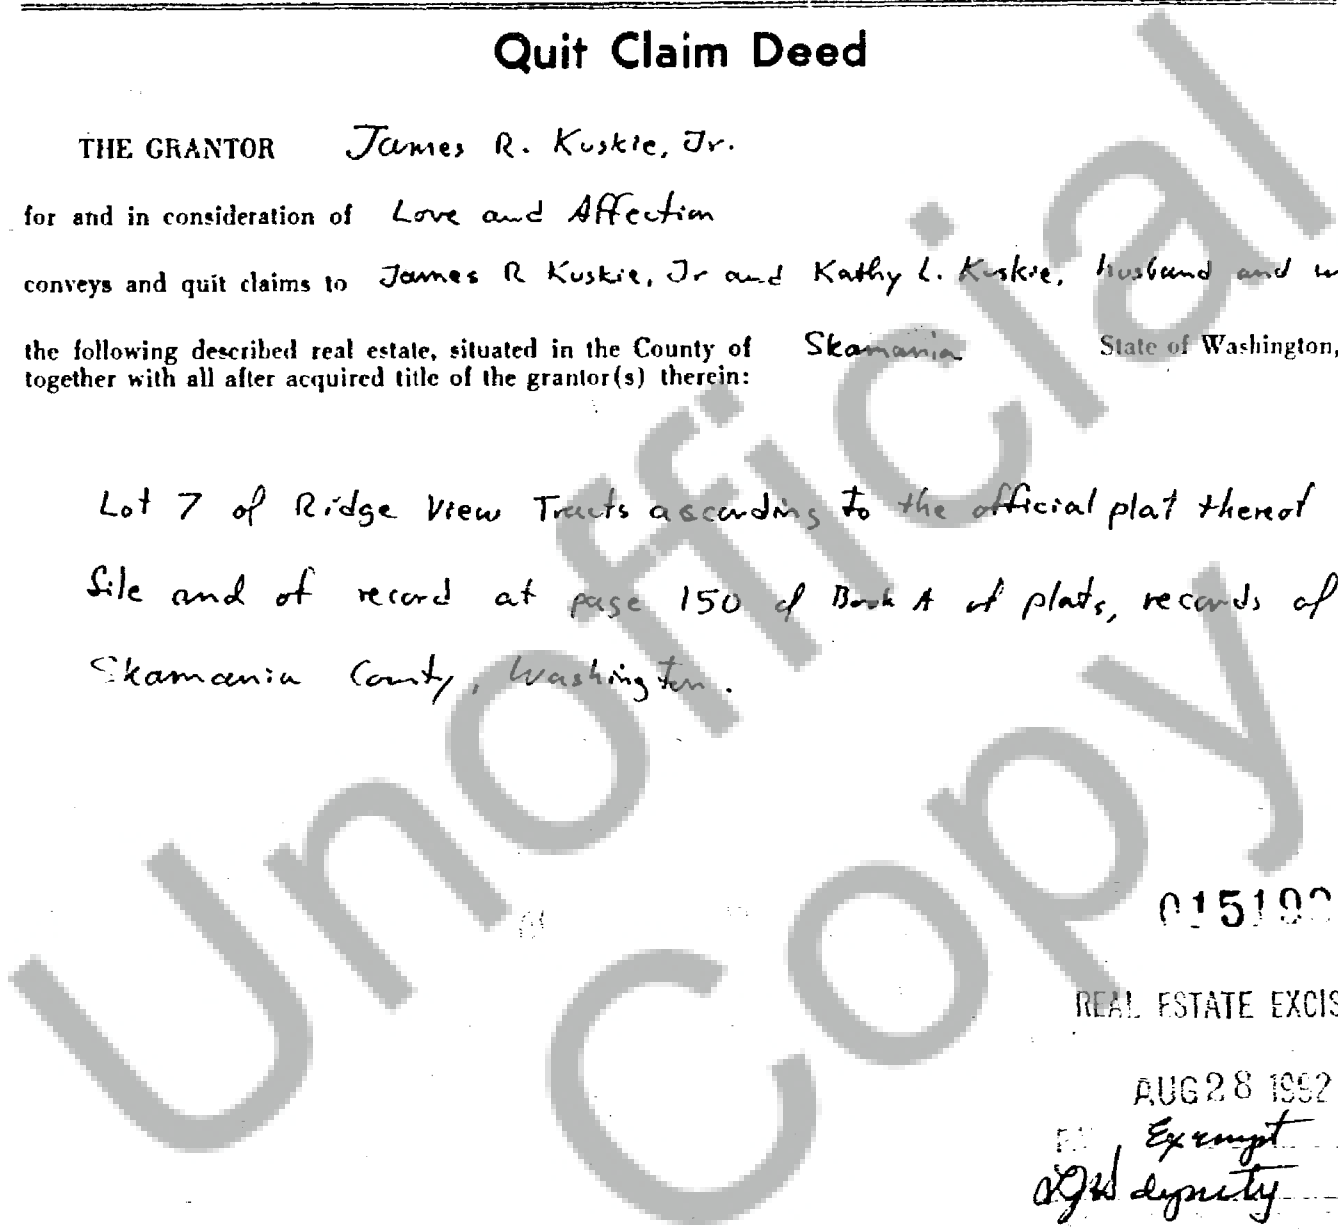 Quit Claim Deed
THE GRANTOR James R. Kuskie, Jr.
for and in consideration of Love and Affection
conveys and quit claims to James R Kuskie, Jr and Kathy L. Kuskie, husband and
the following described real estate, situated in the County of Skamania State of Washington,
together with all after acquired title of the grantor(s) therein:
Lot 7 of Ridge View Tracts according to the official plat thereof
file and of record at page 150 of Book A of plats, records of
Skamania County, Washington.
REAL ESTATE EXCIS
AUG 28 1992
Exempt
deputy
Unofficial
Copy